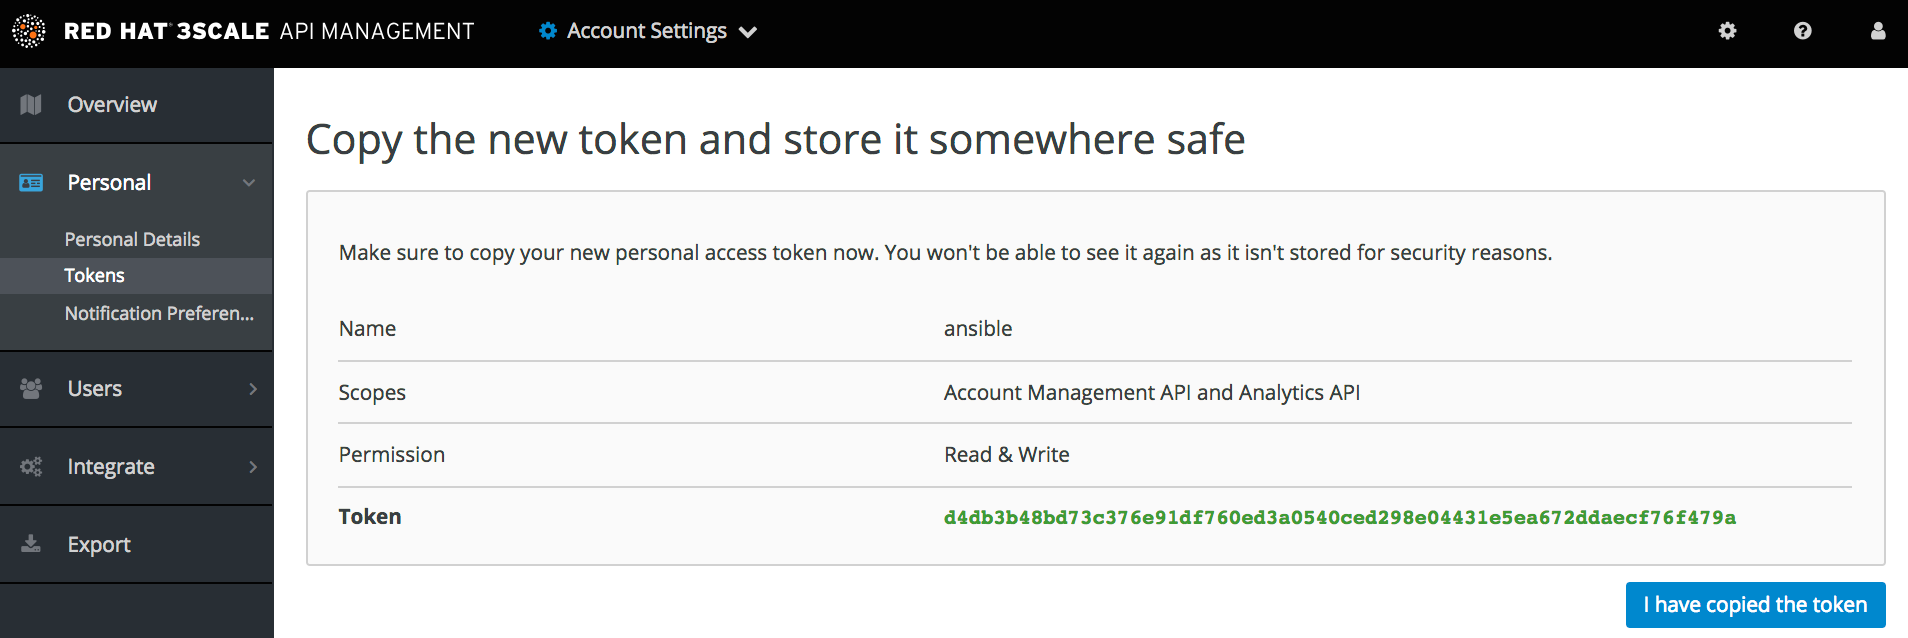 RED HAT 3SCALE API MANAGEMENT
Account Settings
Overview
Personal
Personal Details
Tokens
Notification Preferen...
Users
Integrate
Export
Copy the new token and store it somewhere safe
Make sure to copy your new personal access token now. You won't be able to see it again as it isn't stored for security reasons.
Name ansible
Scopes Account Management API and Analytics API
Permission Read & Write
Token d4db3b48bd73c376e91df760ed3a0540ced298e04431e5ea672ddaecf76f479a
I have copied the token